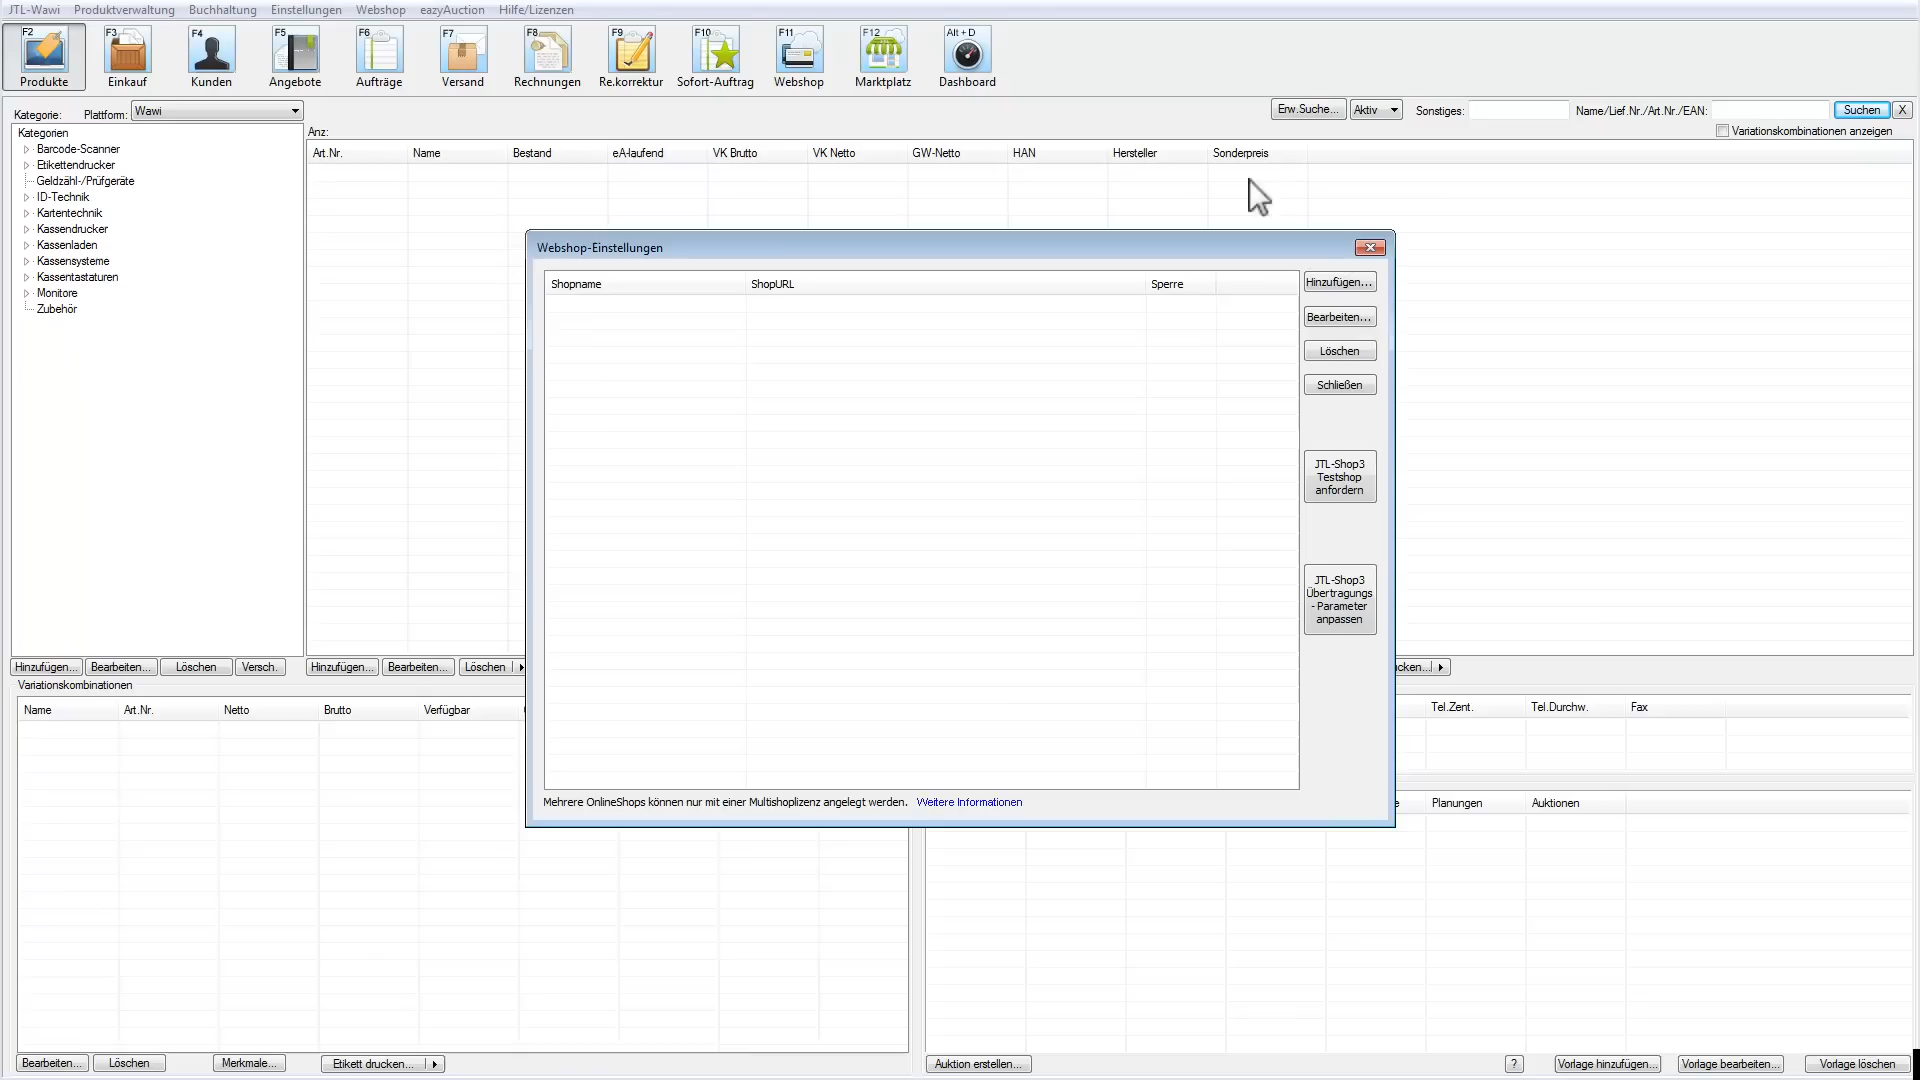 JTL-Wawi Produktverwaltung Buchhaltung Einstellungen Webshop eazyAuction Hilfe/Lizenzen
F2 F3 F4 F5 F6 F7 F8 F9 F10 F11 F12 Alt + D
Produkte Einkauf Kunden Angebote Aufträge Versand Rechnungen Re.korrektur Sofort-Auftrag Webshop Marktplatz Dashboard
Kategorie: Plattform: Wawi Erw.Suche... Aktiv Sonstiges: Name/Lief.Nr./Art.Nr./EAN: Suchen X
Variationskombinationen anzeigen
Kategorien
Barcode-Scanner
Etikettendrucker
Geldzähl-/Prüfgeräte
ID-Technik
Kartentechnik
Kassendrucker
Kassenladen
Kassensysteme
Kassentastaturen
Monitore
Zubehör
Anz:
Art.Nr. Name Bestand eA-laufend VK Brutto VK Netto GW-Netto HAN Hersteller Sonderpreis
Webshop-Einstellungen
Shopname ShopURL Sperre
Hinzufügen...
Bearbeiten...
Löschen
Schließen
JTL-Shop3
Testshop
anfordern
JTL-Shop3
Übertragungs
- Parameter
anpassen
Mehrere OnlineShops können nur mit einer Multishoplizenz angelegt werden. Weitere Informationen
Hinzufügen... Bearbeiten... Löschen Versch. Hinzufügen... Bearbeiten... Löschen cken...
Variationskombinationen
Name Art.Nr. Netto Brutto Verfügbar
Tel.Zent. Tel.Durchw. Fax
e Planungen Auktionen
Bearbeiten... Löschen Merkmale... Etikett drucken... Auktion erstellen... ? Vorlage hinzufügen... Vorlage bearbeiten... Vorlage löschen